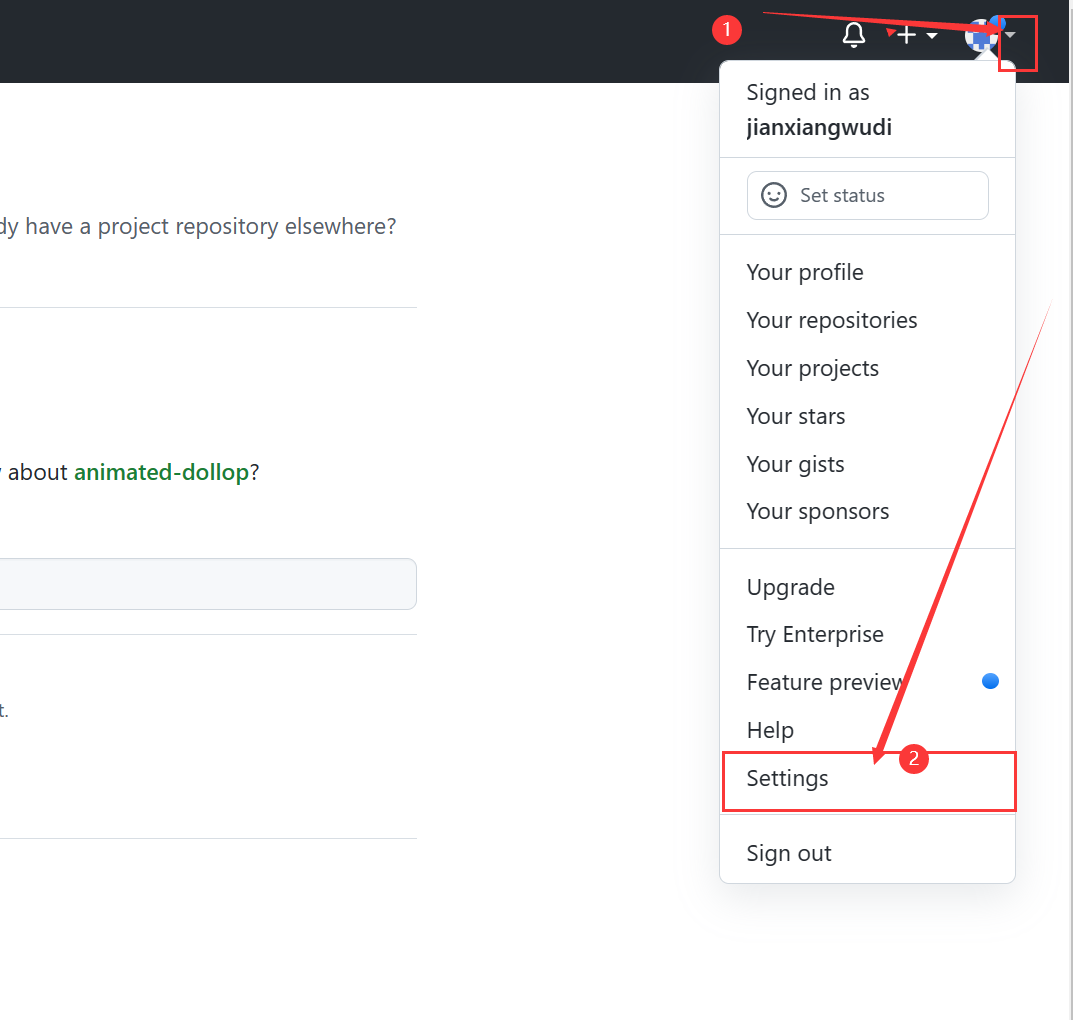 1
Signed in as
jianxiangwudi
Set status
have a project repository elsewhere?
Your profile
Your repositories
Your projects
Your stars
about animated-dollop?
Your gists
Your sponsors
Upgrade
Try Enterprise
Feature preview
Help
2
Settings
Sign out